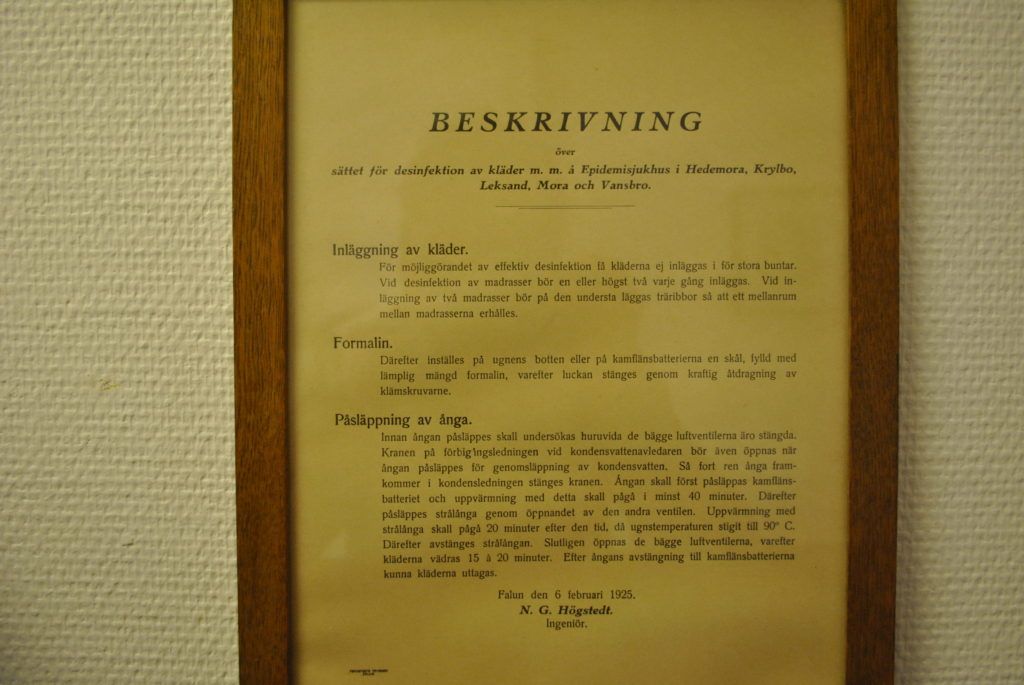 BESKRIVNING
över
sättet för desinfektion av kläder m. m. å Epidemisjukhus i Hedemora, Krylbo,
Leksand, Mora och Vansbro.
Inläggning av kläder.
För möjliggörandet av effektiv desinfektion få kläderna ej inläggas i för stora buntar.
Vid desinfektion av madrasser bör en eller högst två varje gång inläggas. Vid in-
läggning av två madrasser bör på den understa läggas träribbor så att ett mellanrum
mellan madrasserna erhålles.
Formalin.
Därefter inställes på ugnens botten eller på kamflänsbatterierna en skål, fylld med
lämplig mängd formalin, varefter luckan stänges genom kraftig åtdragning av
klämskruvarne.
Påsläppning av ånga.
Innan ångan påsläppes skall undersökas huruvida de bägge luftventilerna äro stängda.
Kranen på förbigångsledningen vid kondensvattenavledaren bör även öppnas när
ångan påsläppes för genomsläppning av kondensvatten. Så fort ren ånga fram-
kommer i kondensledningen stänges kranen. Ångan skall först påsläppas kamfläns-
batteriet och uppvärmning med detta skall pågå i minst 40 minuter. Därefter
påsläppes strålånga genom öppnandet av den andra ventilen. Uppvärmning med
strålånga skall pågå 20 minuter efter den tid, då ugnstemperaturen stigit till 90° C.
Därefter avstänges strålångan. Slutligen öppnas de bägge luftventilerna, varefter
kläderna vädras 15 à 20 minuter. Efter ångans avstängning till kamflänsbatterierna
kunna kläderna uttagas.
Falun den 6 februari 1925.
N. G. Högstedt.
Ingeniör.